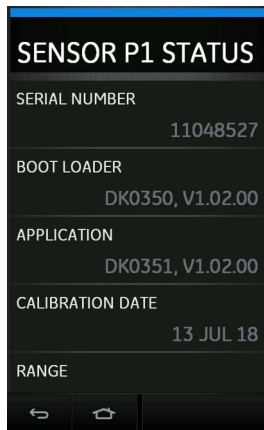 SENSOR P1 STATUS
SERIAL NUMBER
11048527
BOOT LOADER
DK0350, V1.02.00
APPLICATION
DK0351, V1.02.00
CALIBRATION DATE
13 JUL 18
RANGE